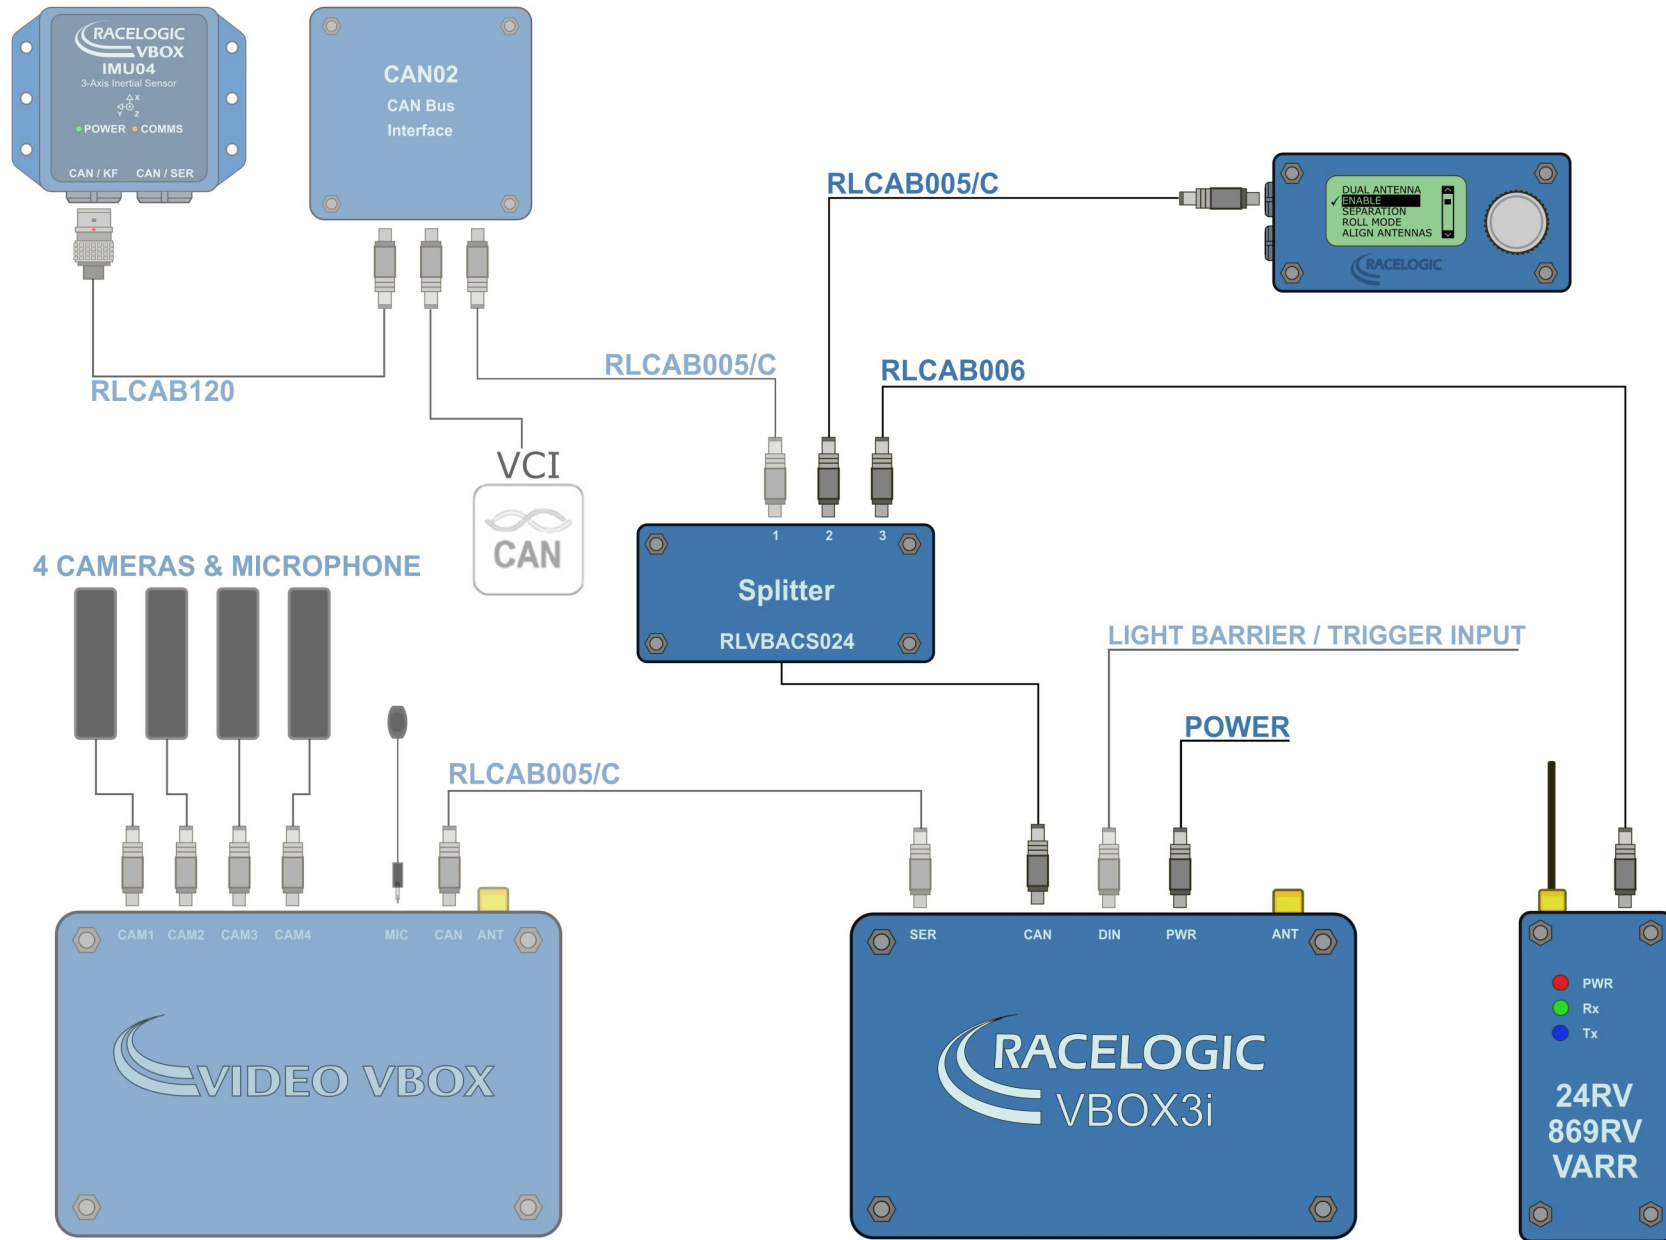 RACELOGIC
VBOX
IMU04
3-Axis Inertial Sensor
X
Y
Z
POWER COMMS
CAN / KF CAN / SER
CAN02
CAN Bus
Interface
RLCAB005/C
DUAL ANTENNA
✓ ENABLE
SEPARATION
ROLL MODE
ALIGN ANTENNAS
RACELOGIC
RLCAB120
RLCAB005/C
RLCAB006
VCI
CAN
4 CAMERAS & MICROPHONE
1 2 3
Splitter
RLVBACS024
LIGHT BARRIER / TRIGGER INPUT
POWER
RLCAB005/C
CAM1 CAM2 CAM3 CAM4 MIC CAN ANT
VIDEO VBOX
SER CAN DIN PWR ANT
RACELOGIC
VBOX3i
PWR
Rx
Tx
24RV
869RV
VARR